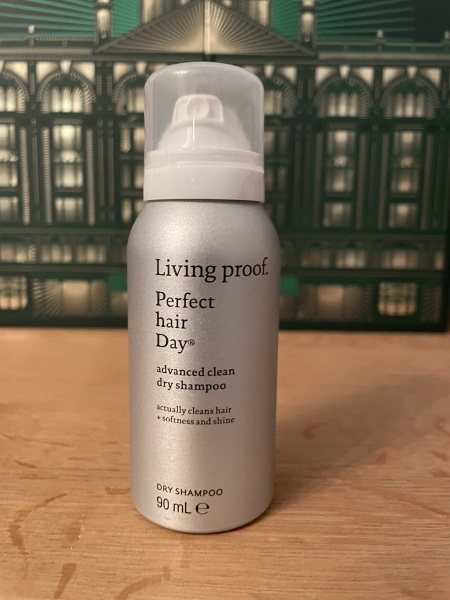 Living proof.
Perfect
hair
Day®
advanced clean
dry shampoo
actually cleans hair
+ softness and shine
DRY SHAMPOO
90 mL ℮